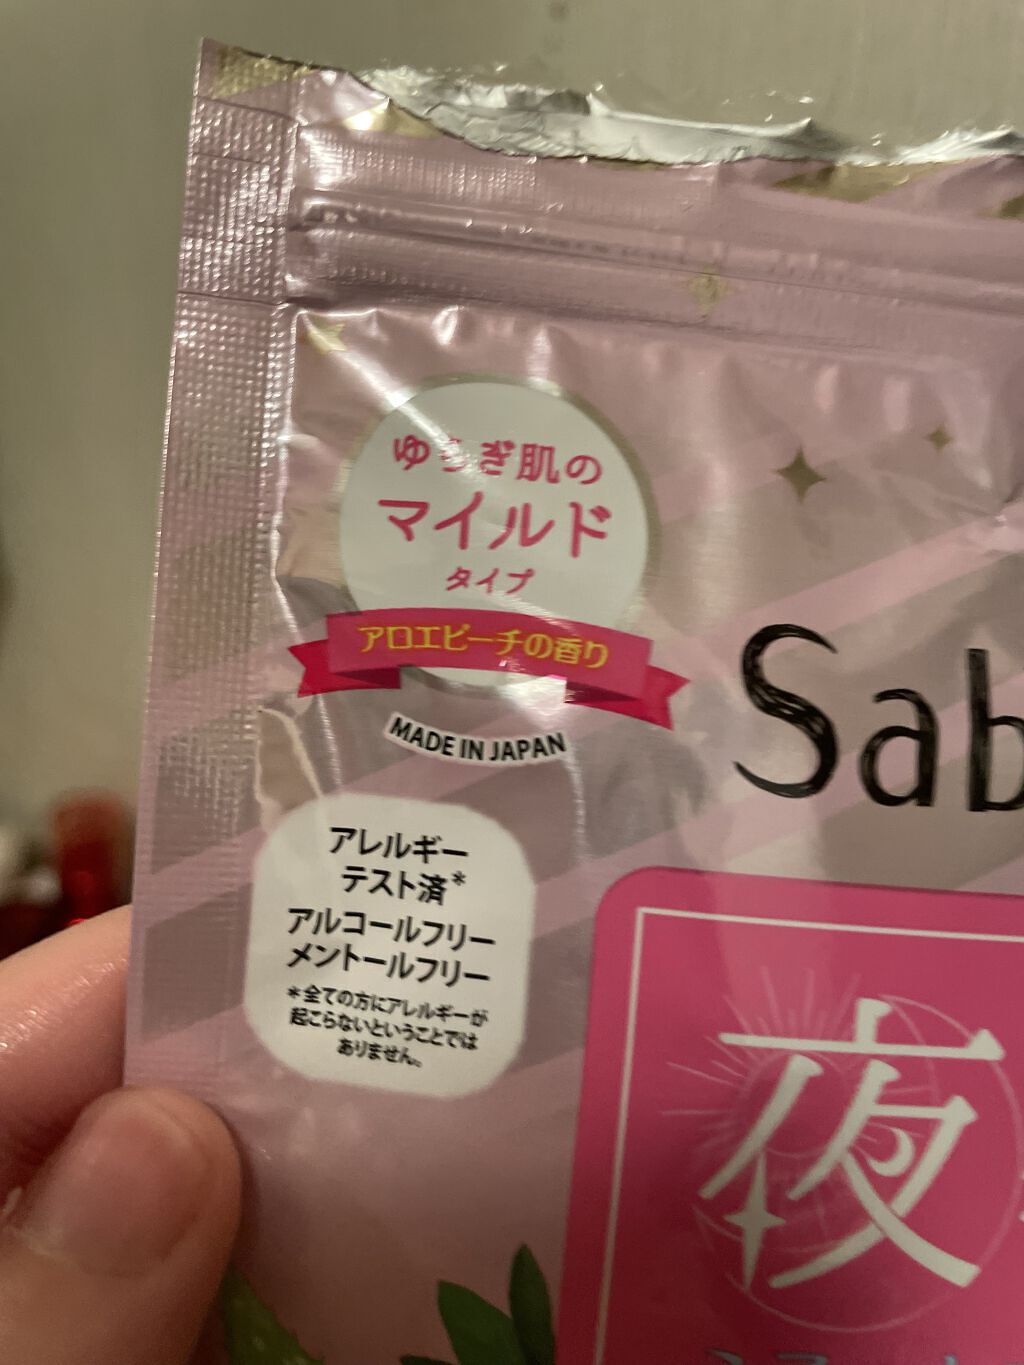 ゆらぎ肌の
マイルド
タイプ
アロエピーチの香り
MADE IN JAPAN
Sab
アレルギー
テスト済*
アルコールフリー
メントールフリー
*全ての方にアレルギーが
起こらないということでは
ありません。
夜